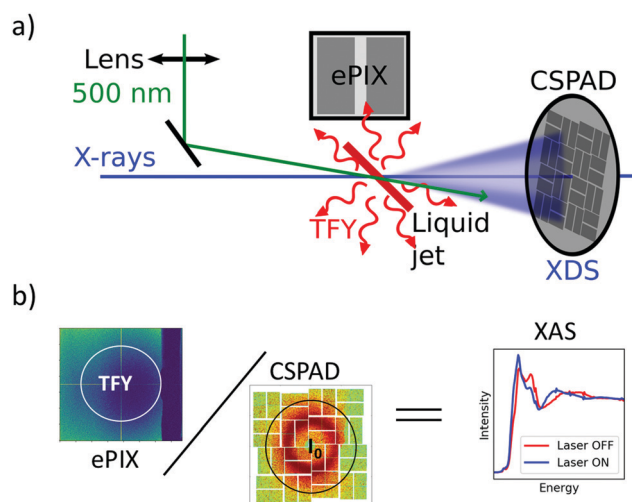 a)
Lens
500 nm
X-rays
ePIX
CSPAD
TFY
Liquid
jet
XDS
b)
TFY
ePIX
CSPAD
I₀
XAS
Intensity
Laser OFF
Laser ON
Energy